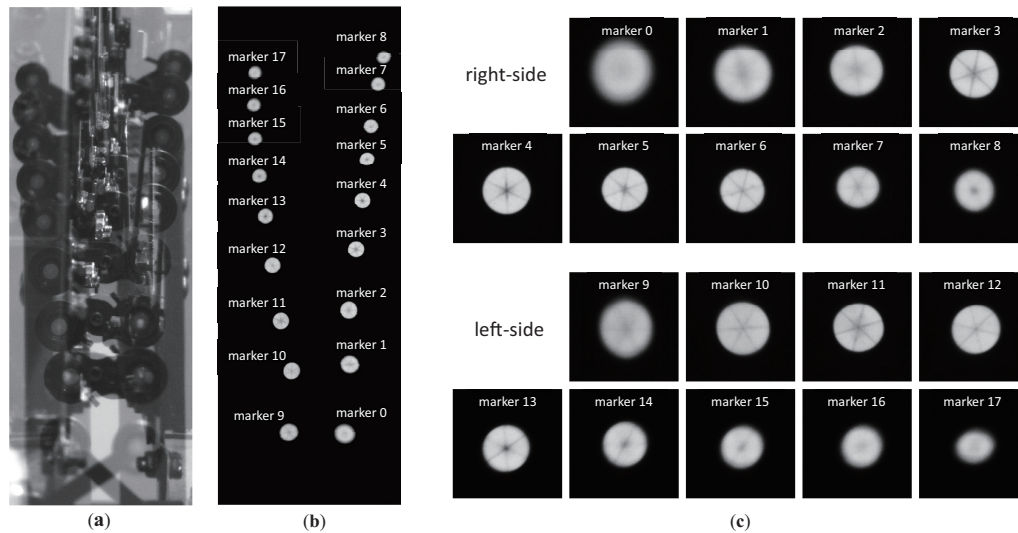 marker 8
marker 17
marker 7
marker 16
marker 6
marker 15
marker 5
marker 14
marker 4
marker 13
marker 3
marker 12
marker 2
marker 11
marker 1
marker 10
marker 9
marker 0
(a)
(b)
right-side
marker 0
marker 1
marker 2
marker 3
marker 4
marker 5
marker 6
marker 7
marker 8
left-side
marker 9
marker 10
marker 11
marker 12
marker 13
marker 14
marker 15
marker 16
marker 17
(c)